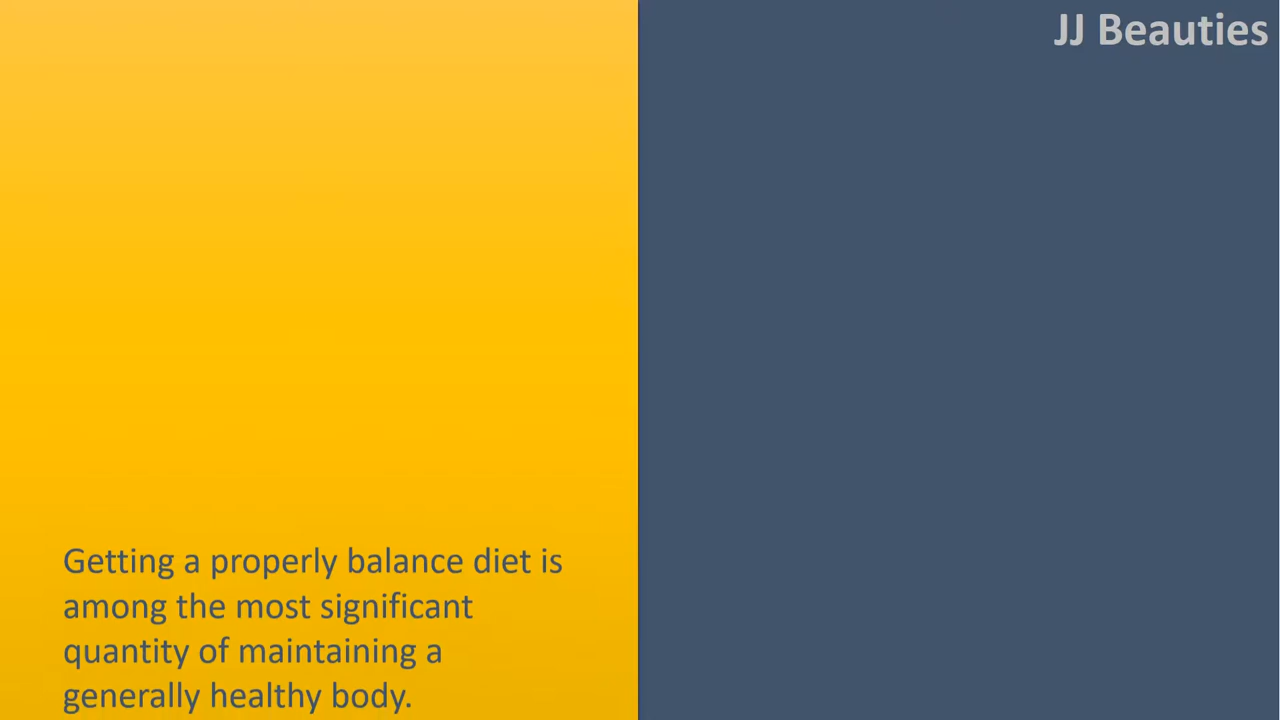 JJ Beauties
Getting a properly balance diet is
among the most significant
quantity of maintaining a
generally healthy body.